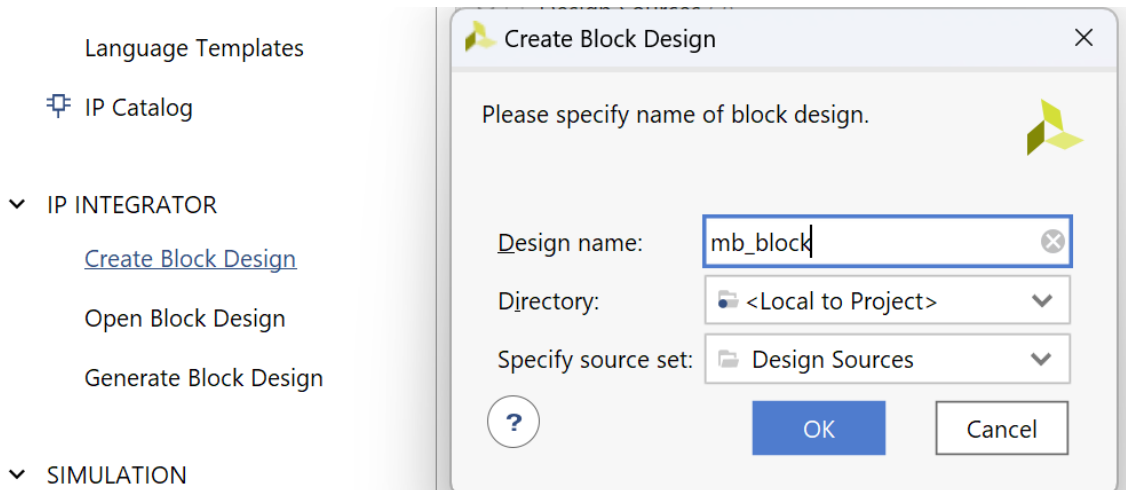 Language Templates
IP Catalog
IP INTEGRATOR
Create Block Design
Open Block Design
Generate Block Design
SIMULATION
Design Sources
Create Block Design
Please specify name of block design.
Design name: mb_block
Directory: <Local to Project>
Specify source set: Design Sources
?
OK Cancel